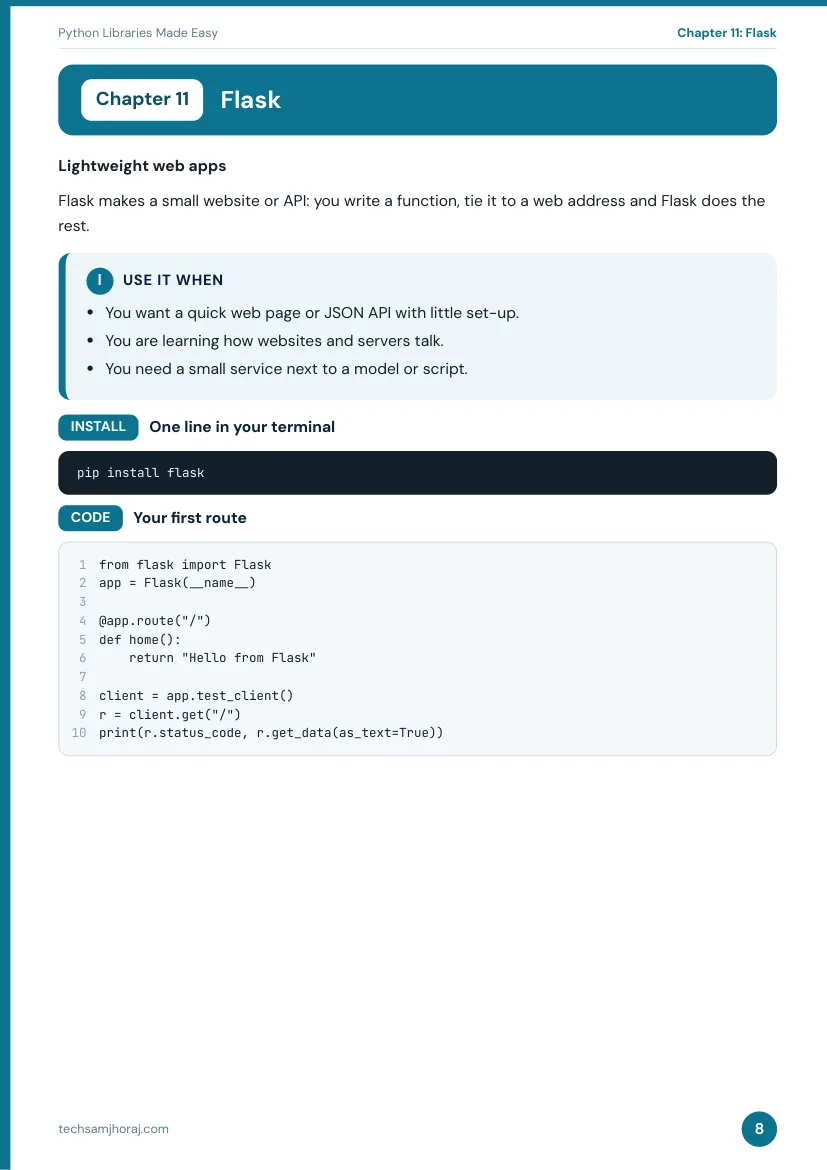 Python Libraries Made Easy
Chapter 11: Flask
Chapter 11 Flask
Lightweight web apps
Flask makes a small website or API: you write a function, tie it to a web address and Flask does the
rest.
I USE IT WHEN
• You want a quick web page or JSON API with little set-up.
• You are learning how websites and servers talk.
• You need a small service next to a model or script.
INSTALL One line in your terminal
pip install flask
CODE Your first route
1 from flask import Flask
2 app = Flask(__name__)
3
4 @app.route("/")
5 def home():
6     return "Hello from Flask"
7
8 client = app.test_client()
9 r = client.get("/")
10 print(r.status_code, r.get_data(as_text=True))
techsamjhoraj.com
8